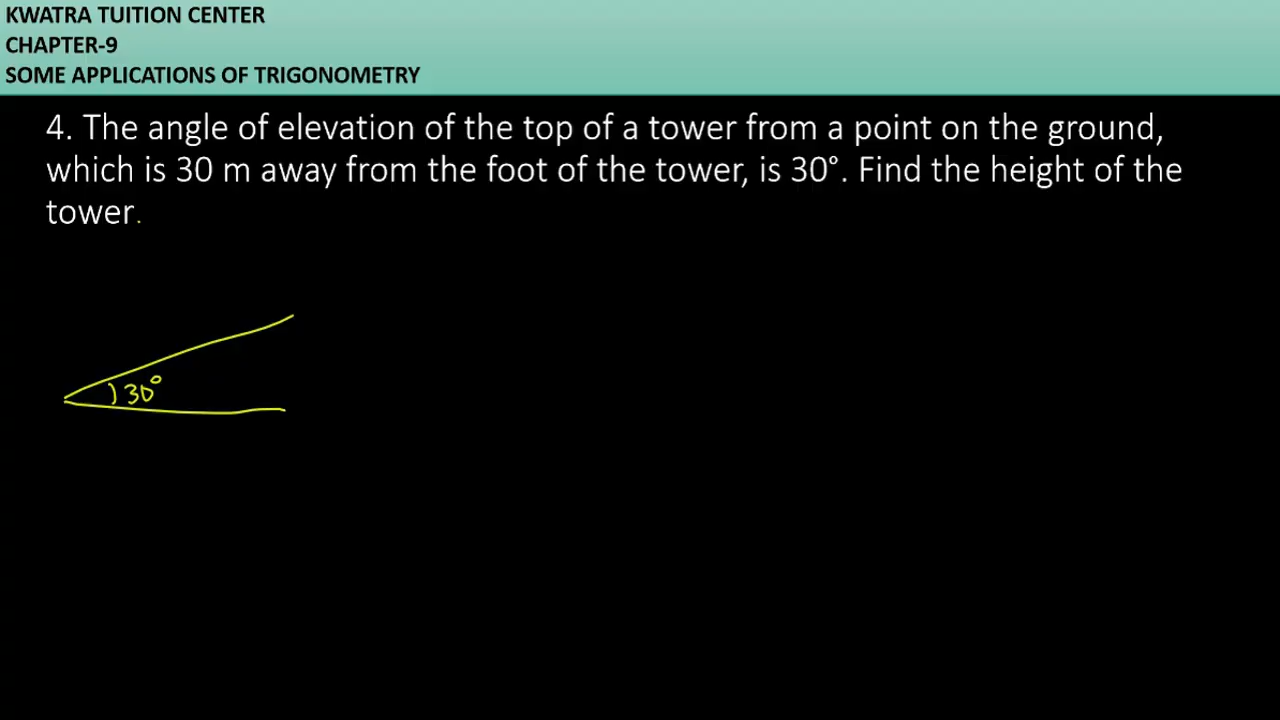 KWATRA TUITION CENTER
CHAPTER-9
SOME APPLICATIONS OF TRIGONOMETRY
4. The angle of elevation of the top of a tower from a point on the ground,
which is 30 m away from the foot of the tower, is 30°. Find the height of the
tower.
30°